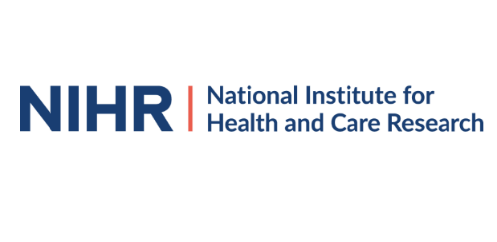 NIHR | National Institute for
Health and Care Research